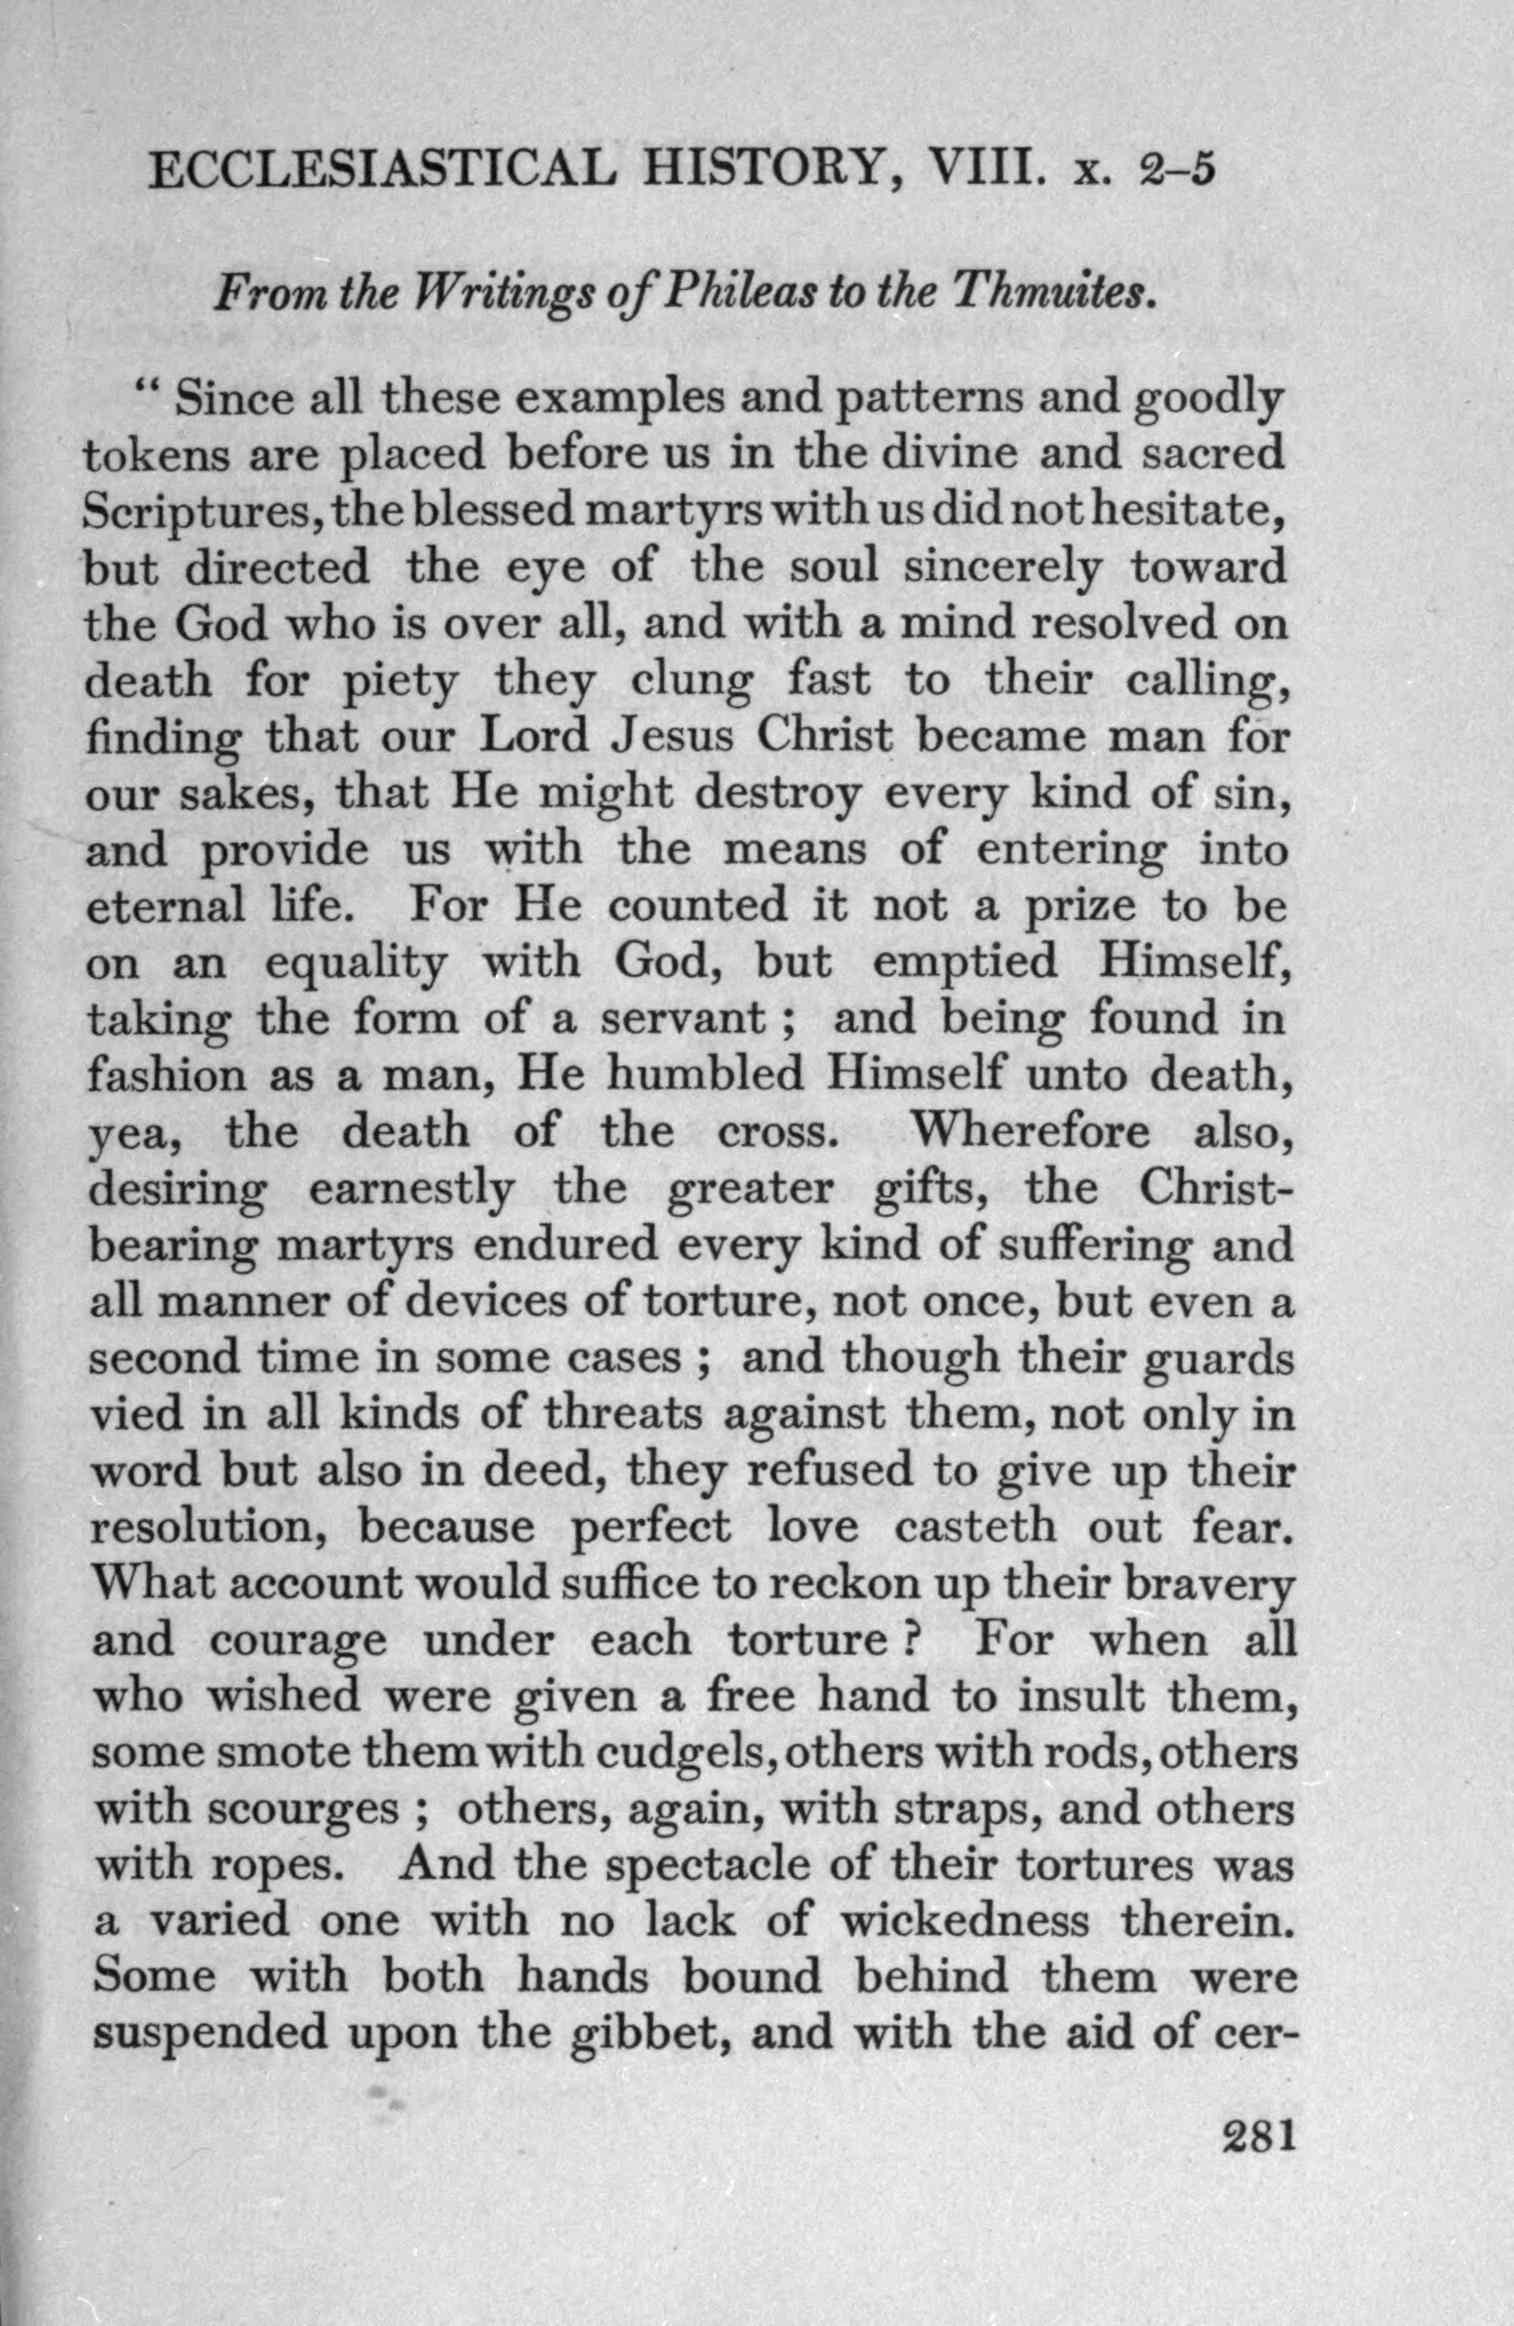 ECCLESIASTICAL HISTORY, VIII. x. 2–5
From the Writings of Phileas to the Thmuites.
“ Since all these examples and patterns and goodly
tokens are placed before us in the divine and sacred
Scriptures, the blessed martyrs with us did not hesitate,
but directed the eye of the soul sincerely toward
the God who is over all, and with a mind resolved on
death for piety they clung fast to their calling,
finding that our Lord Jesus Christ became man for
our sakes, that He might destroy every kind of sin,
and provide us with the means of entering into
eternal life. For He counted it not a prize to be
on an equality with God, but emptied Himself,
taking the form of a servant ; and being found in
fashion as a man, He humbled Himself unto death,
yea, the death of the cross. Wherefore also,
desiring earnestly the greater gifts, the Christ-
bearing martyrs endured every kind of suffering and
all manner of devices of torture, not once, but even a
second time in some cases ; and though their guards
vied in all kinds of threats against them, not only in
word but also in deed, they refused to give up their
resolution, because perfect love casteth out fear.
What account would suffice to reckon up their bravery
and courage under each torture ? For when all
who wished were given a free hand to insult them,
some smote them with cudgels, others with rods, others
with scourges ; others, again, with straps, and others
with ropes. And the spectacle of their tortures was
a varied one with no lack of wickedness therein.
Some with both hands bound behind them were
suspended upon the gibbet, and with the aid of cer-
281